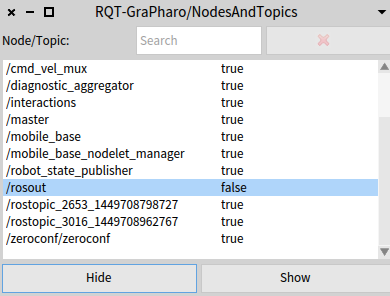 RQT-GraPharo/NodesAndTopics
Node/Topic: Search
/cmd_vel_mux true
/diagnostic_aggregator true
/interactions true
/master true
/mobile_base true
/mobile_base_nodelet_manager true
/robot_state_publisher true
/rosout false
/rostopic_2653_1449708798727 true
/rostopic_3016_1449708962767 true
/zeroconf/zeroconf true
Hide Show